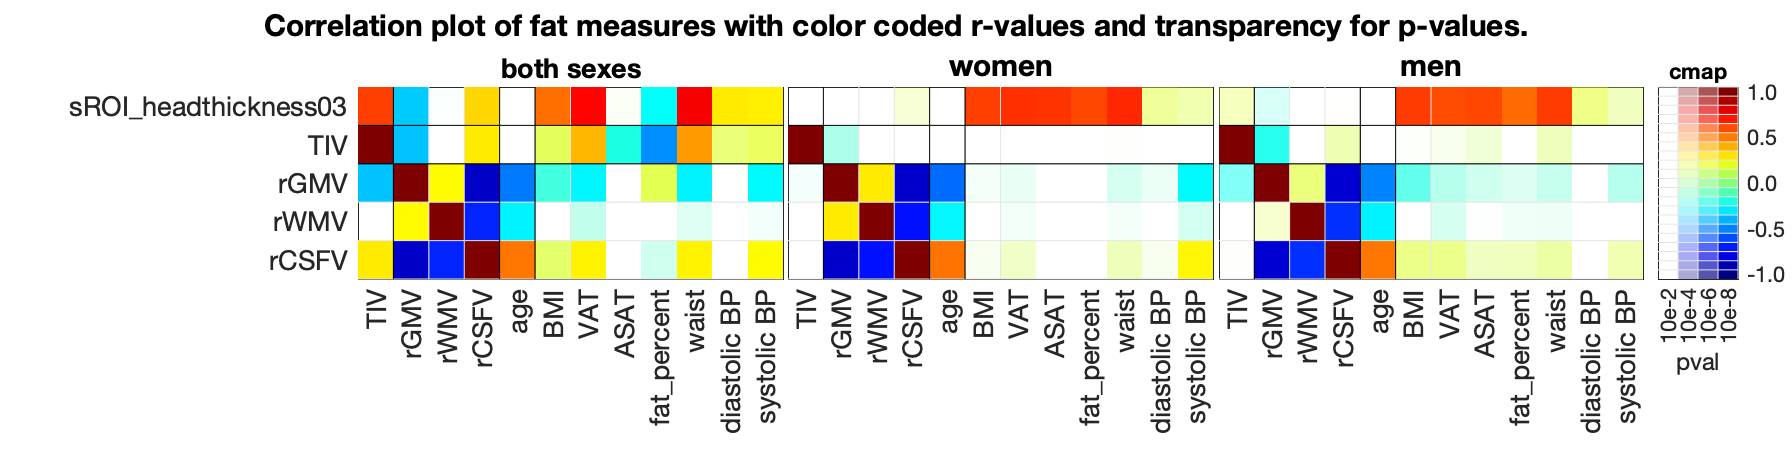 Correlation plot of fat measures with color coded r-values and transparency for p-values.
both sexes
women
men
cmap
sROI_headthickness03
TIV
rGMV
rWMV
rCSFV
TIV
rGMV
rWMV
rCSFV
age
BMI
VAT
ASAT
fat_percent
waist
diastolic BP
systolic BP
TIV
rGMV
rWMV
rCSFV
age
BMI
VAT
ASAT
fat_percent
waist
diastolic BP
systolic BP
TIV
rGMV
rWMV
rCSFV
age
BMI
VAT
ASAT
fat_percent
waist
diastolic BP
systolic BP
1.0
0.5
0.0
-0.5
-1.0
10e-2
10e-4
10e-6
10e-8
pval